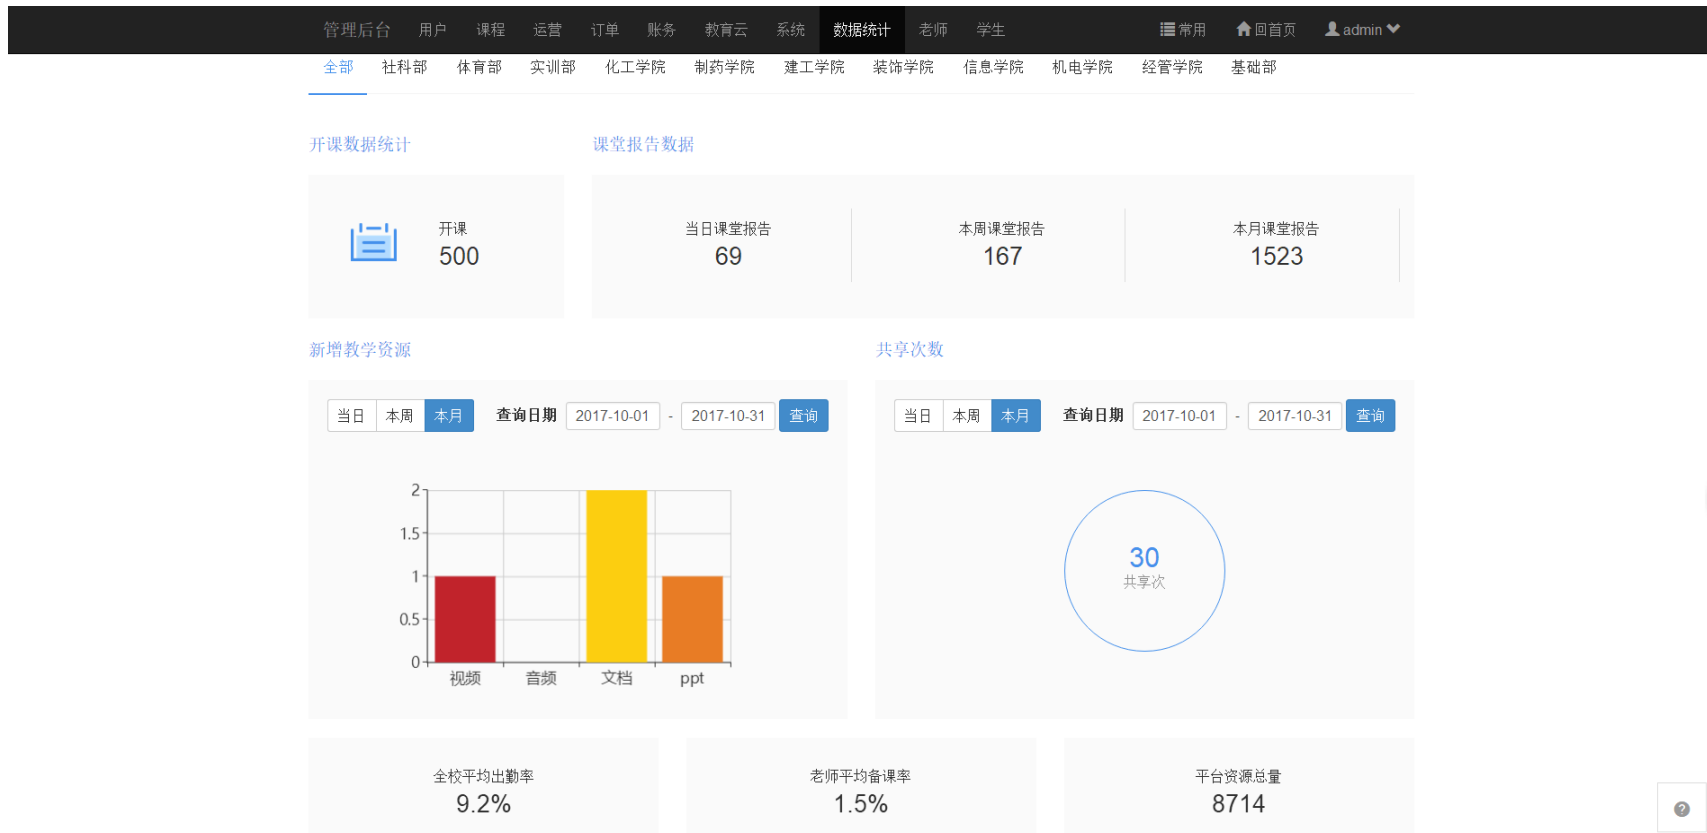 管理后台 用户 课程 运营 订单 账务 教育云 系统 数据统计 老师 学生 常用 回首页 admin
全部 社科部 体育部 实训部 化工学院 制药学院 建工学院 装饰学院 信息学院 机电学院 经管学院 基础部
开课数据统计 课堂报告数据
开课 当日课堂报告 本周课堂报告 本月课堂报告
500 69 167 1523
新增教学资源 共享次数
当日 本周 本月 查询日期 2017-10-01 - 2017-10-31 查询 当日 本周 本月 查询日期 2017-10-01 - 2017-10-31 查询
2
1.5
1
0.5
0
视频 音频 文档 ppt
30
共享次
全校平均出勤率 老师平均备课率 平台资源总量
9.2% 1.5% 8714